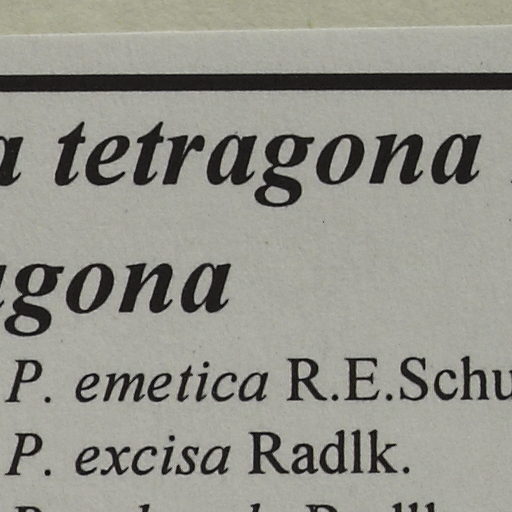 tetragona
agona
P. emetica R.E.Schu
P. excisa Radlk.